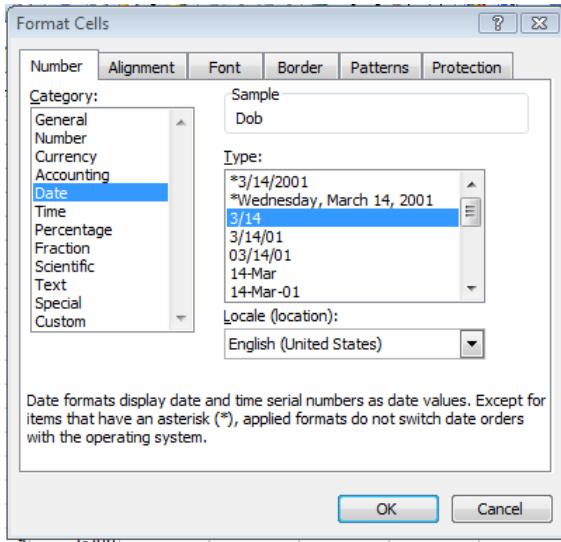 Format Cells
Number Alignment Font Border Patterns Protection
Category:
General
Number
Currency
Accounting
Date
Time
Percentage
Fraction
Scientific
Text
Special
Custom
Sample
Dob
Type:
*3/14/2001
*Wednesday, March 14, 2001
3/14
3/14/01
03/14/01
14-Mar
14-Mar-01
Locale (location):
English (United States)
Date formats display date and time serial numbers as date values. Except for
items that have an asterisk (*), applied formats do not switch date orders
with the operating system.
OK Cancel